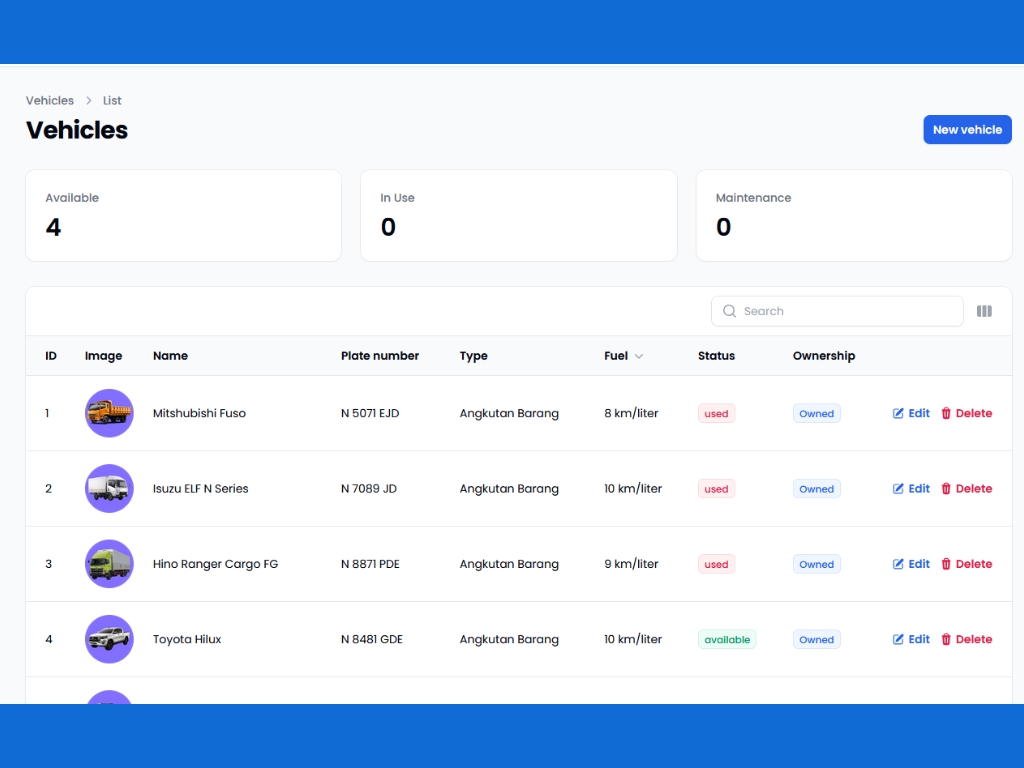 Vehicles > List
Vehicles
New vehicle
Available
4
In Use
0
Maintenance
0
Search
ID Image Name Plate number Type Fuel Status Ownership
1 Mitshubishi Fuso N 5071 EJD Angkutan Barang 8 km/liter used Owned Edit Delete
2 Isuzu ELF N Series N 7089 JD Angkutan Barang 10 km/liter used Owned Edit Delete
3 Hino Ranger Cargo FG N 8871 PDE Angkutan Barang 9 km/liter used Owned Edit Delete
4 Toyota Hilux N 8481 GDE Angkutan Barang 10 km/liter available Owned Edit Delete